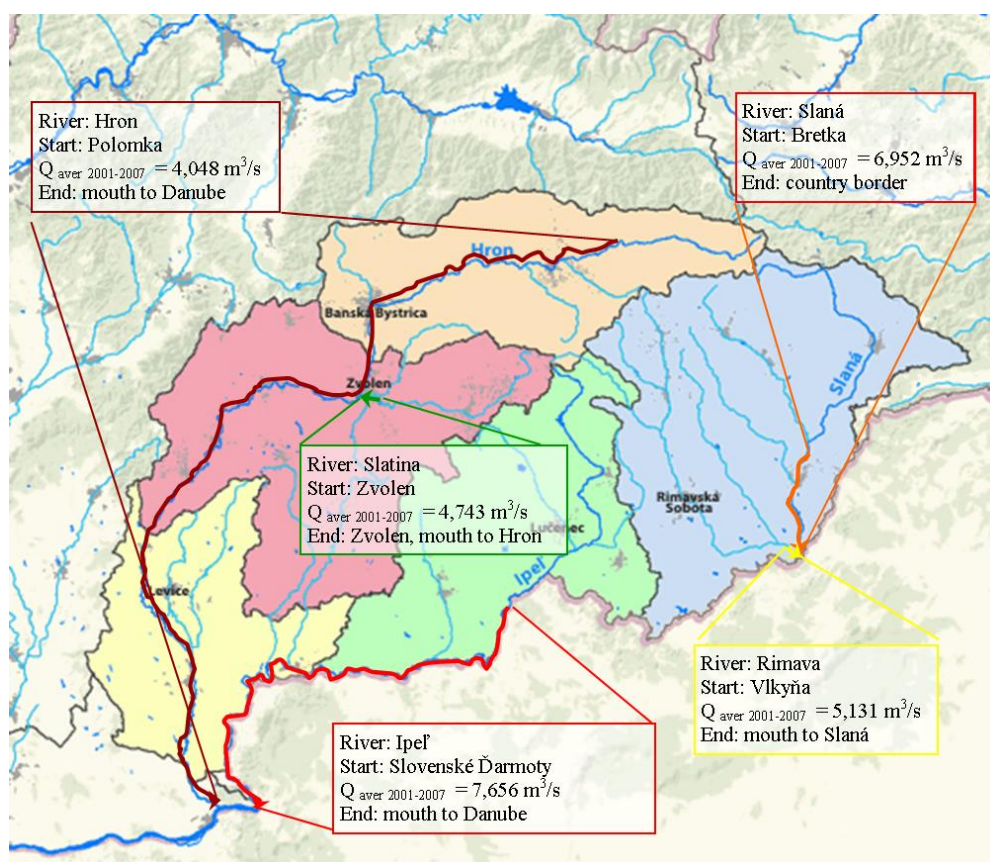 River: Hron
Start: Polomka
Q aver 2001-2007 = 4,048 m³/s
End: mouth to Danube
River: Slaná
Start: Bretka
Q aver 2001-2007 = 6,952 m³/s
End: country border
Hron
Banská Bystrica
Slaná
Zvolen
River: Slatina
Start: Zvolen
Q aver 2001-2007 = 4,743 m³/s
End: Zvolen, mouth to Hron
Rimavská
Sobota
Lučenec
Ipeľ
Levice
River: Rimava
Start: Vlkyňa
Q aver 2001-2007 = 5,131 m³/s
End: mouth to Slaná
River: Ipeľ
Start: Slovenské Ďarmoty
Q aver 2001-2007 = 7,656 m³/s
End: mouth to Danube